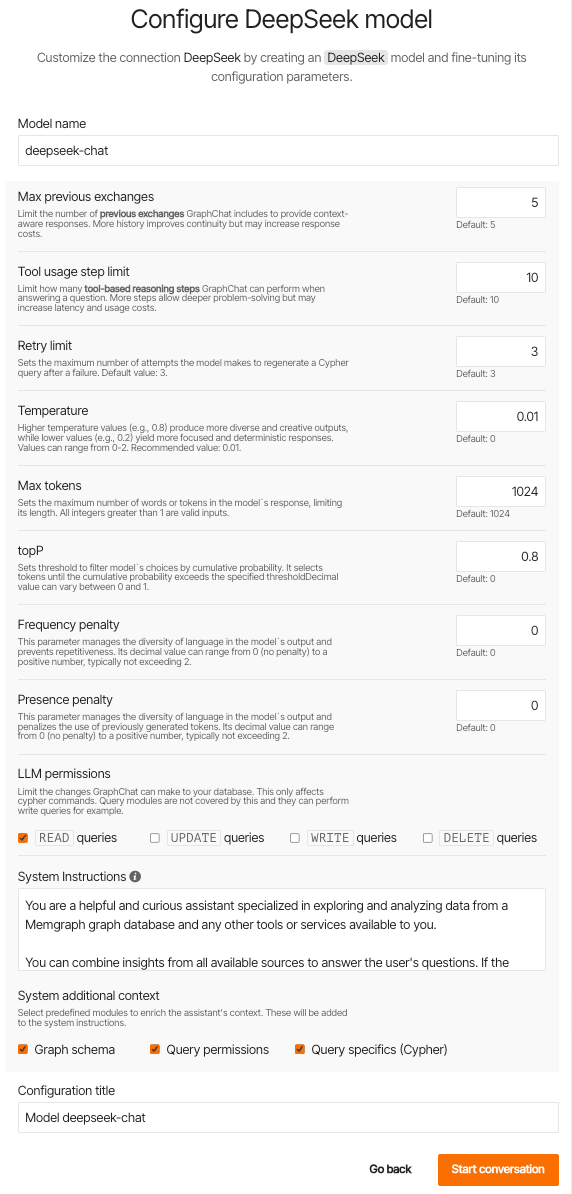 Configure DeepSeek model
Customize the connection DeepSeek by creating an DeepSeek model and fine-tuning its
configuration parameters.
Model name
deepseek-chat
Max previous exchanges
Limit the number of previous exchanges GraphChat includes to provide context-
aware responses. More history improves continuity but may increase response
costs.
5
Default: 5
Tool usage step limit
Limit how many tool-based reasoning steps GraphChat can perform when
answering a question. More steps allow deeper problem-solving but may
increase latency and usage costs.
10
Default: 10
Retry limit
Sets the maximum number of attempts the model makes to regenerate a Cypher
query after a failure. Default value: 3.
3
Default: 3
Temperature
Higher temperature values (e.g., 0.8) produce more diverse and creative outputs,
while lower values (e.g., 0.2) yield more focused and deterministic responses.
Values can range from 0-2. Recommended value: 0.01.
0.01
Default: 0
Max tokens
Sets the maximum number of words or tokens in the model`s response, limiting
its length. All integers greater than 1 are valid inputs.
1024
Default: 1024
topP
Sets threshold to filter model`s choices by cumulative probability. It selects
tokens until the cumulative probability exceeds the specified thresholdDecimal
value can vary between 0 and 1.
0.8
Default: 0
Frequency penalty
This parameter manages the diversity of language in the model`s output and
prevents repetitiveness. Its decimal value can range from 0 (no penalty) to a
positive number, typically not exceeding 2.
0
Default: 0
Presence penalty
This parameter manages the diversity of language in the model`s output and
penalizes the use of previously generated tokens. Its decimal value can range
from 0 (no penalty) to a positive number, typically not exceeding 2.
0
Default: 0
LLM permissions
Limit the changes GraphChat can make to your database. This only affects
cypher commands. Query modules are not covered by this and they can perform
write queries for example.
READ queries UPDATE queries WRITE queries DELETE queries
System Instructions
You are a helpful and curious assistant specialized in exploring and analyzing data from a
Memgraph graph database and any other tools or services available to you.
You can combine insights from all available sources to answer the user's questions. If the
System additional context
Select predefined modules to enrich the assistant's context. These will be added
to the system instructions.
Graph schema Query permissions Query specifics (Cypher)
Configuration title
Model deepseek-chat
Go back Start conversation